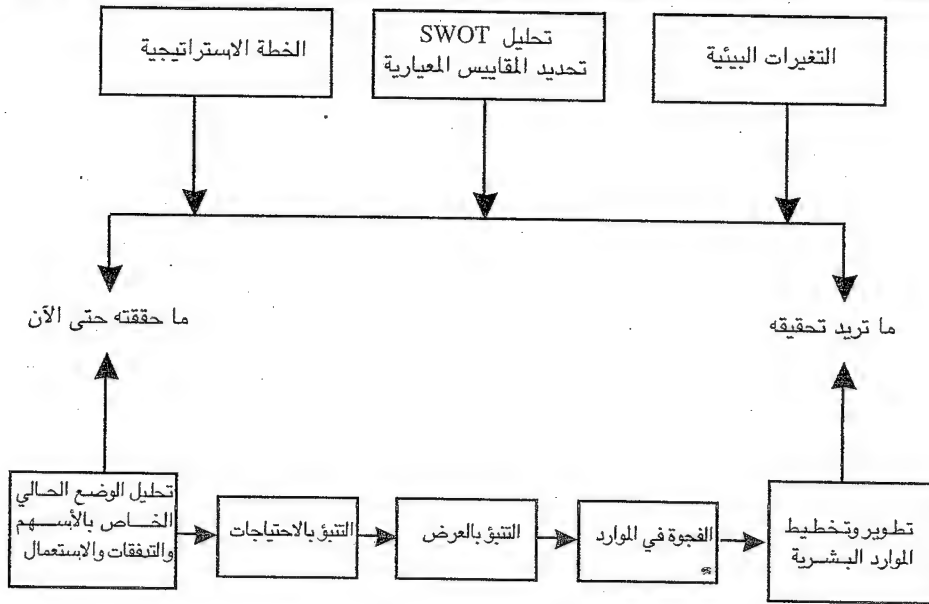 التغيرات البيئية
تحليل SWOT
تحديد المقاييس المعيارية
الخطة الاستراتيجية
ما تريد تحقيقه
ما حققته حتى الآن
تحليل الوضع الحالي
الخاص بالأسهم
والتدفقات والاستعمال
التنبؤ بالاحتياجات
التنبؤ بالعرض
الفجوة في الموارد
تطوير وتخطيط
الموارد البشرية